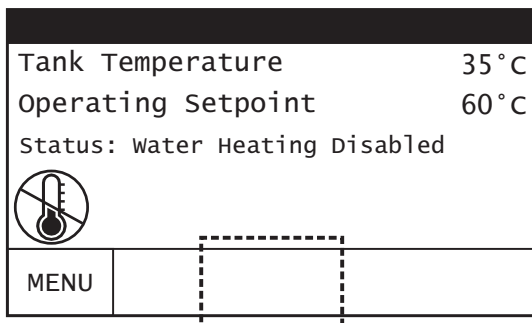 Tank Temperature 35°C
Operating Setpoint 60°C
Status: Water Heating Disabled
MENU